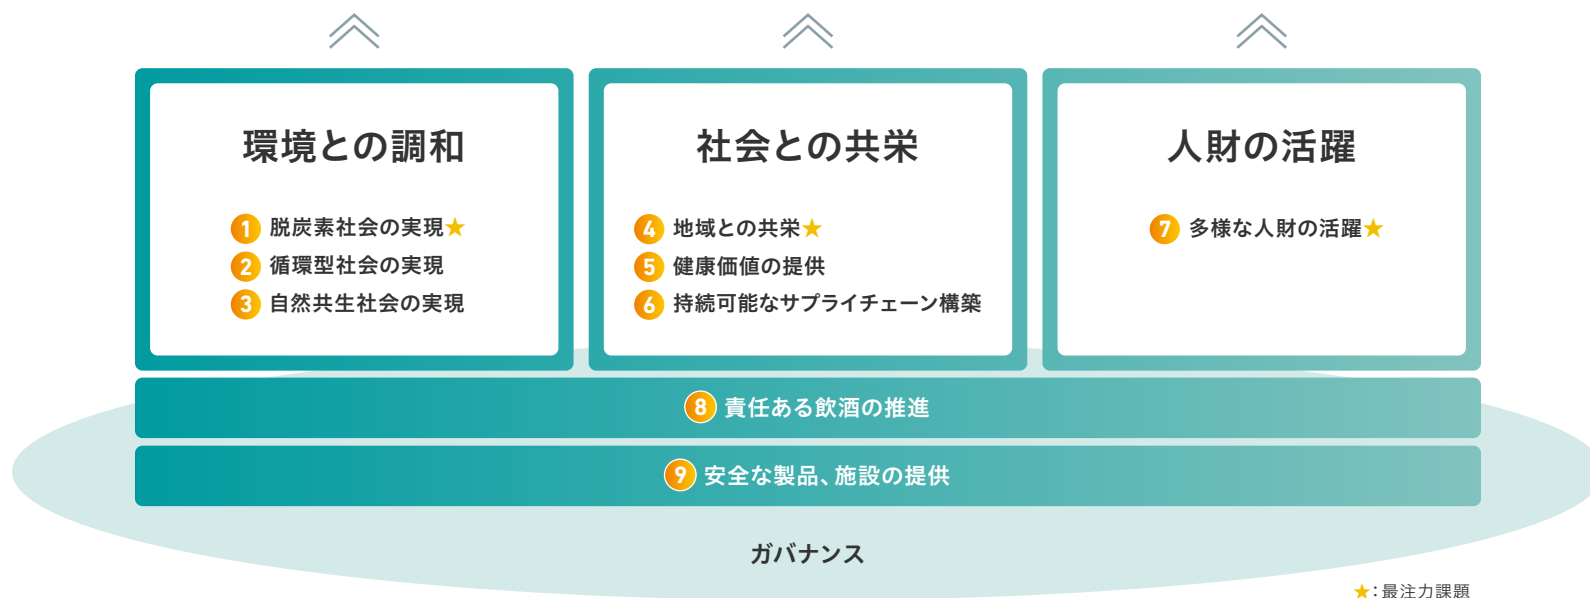 環境との調和
1 脱炭素社会の実現★
2 循環型社会の実現
3 自然共生社会の実現
社会との共栄
4 地域との共栄★
5 健康価値の提供
6 持続可能なサプライチェーン構築
人財の活躍
7 多様な人財の活躍★
8 責任ある飲酒の推進
9 安全な製品、施設の提供
ガバナンス
★：最注力課題